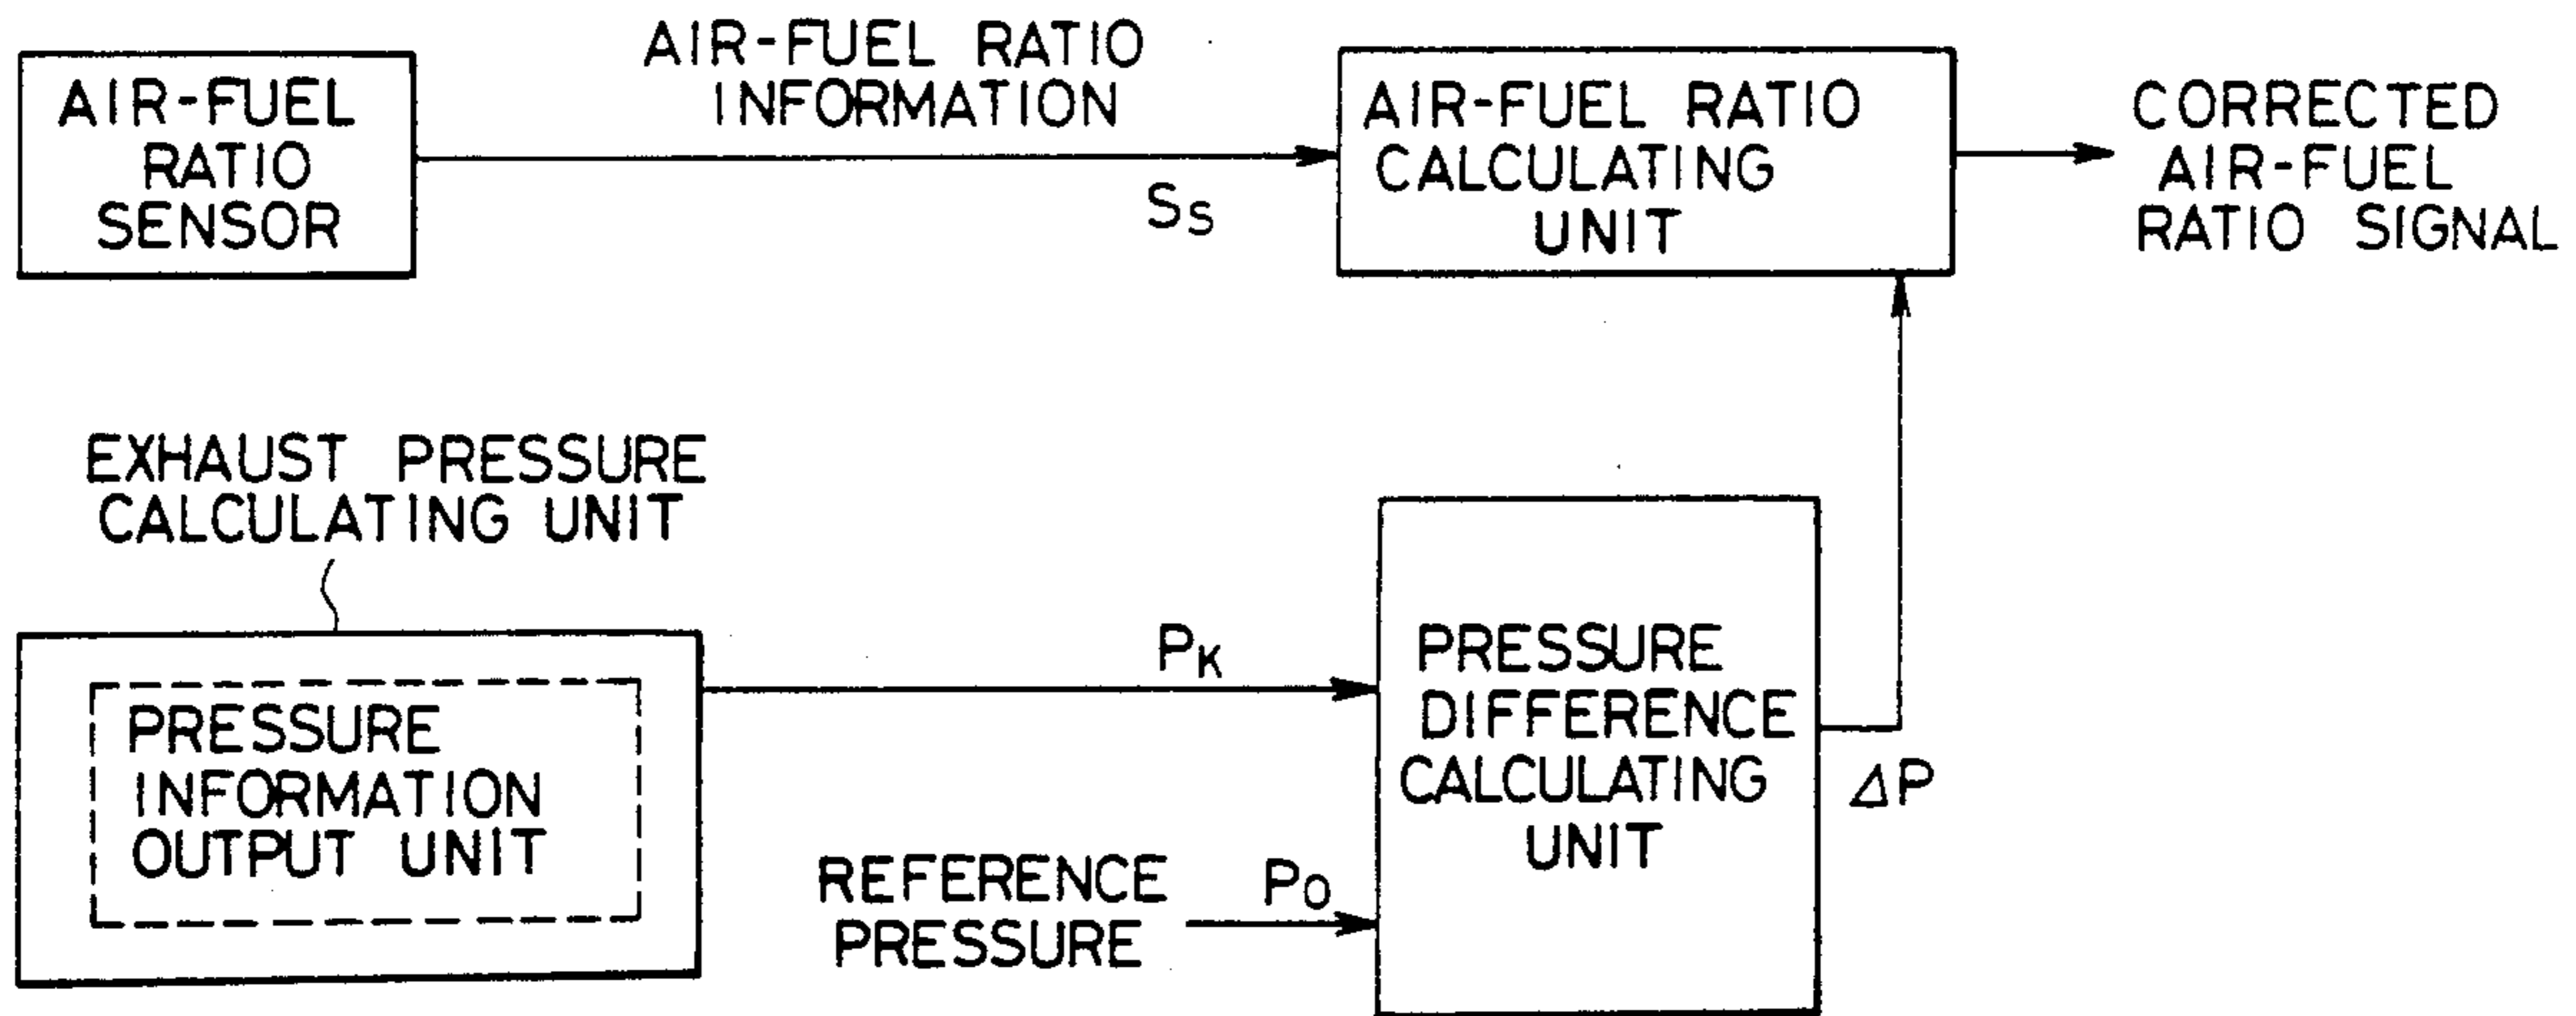 AIR-FUEL
RATIO
SENSOR
AIR-FUEL RATIO
INFORMATION
SS
AIR-FUEL RATIO
CALCULATING
UNIT
CORRECTED
AIR-FUEL
RATIO SIGNAL
EXHAUST PRESSURE
CALCULATING UNIT
PRESSURE
INFORMATION
OUTPUT UNIT
PK
REFERENCE
PRESSURE
PO
PRESSURE
DIFFERENCE
CALCULATING
UNIT
ΔP